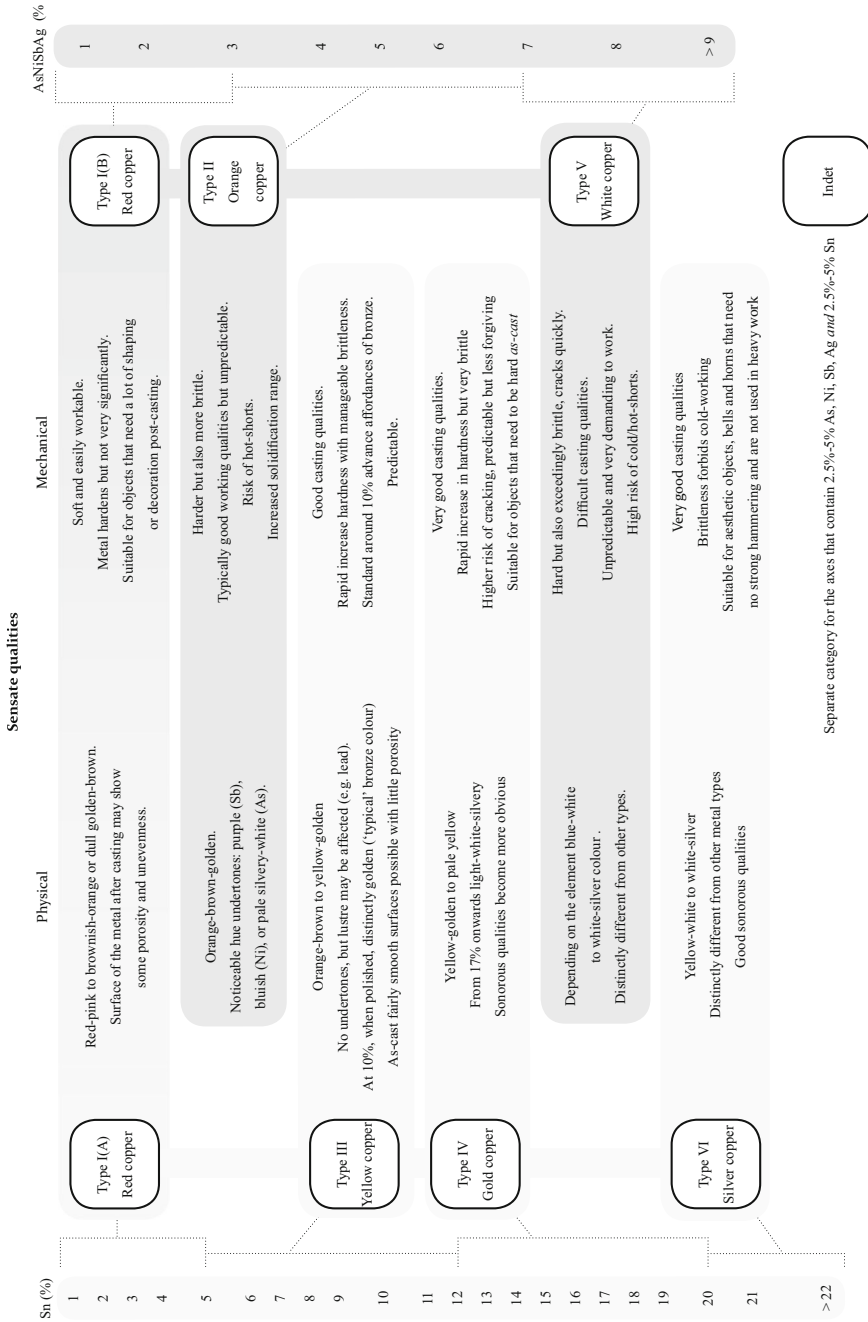 Sensate qualities
Physical
Mechanical
Sn (%)
1
2
3
4
5
6
7
8
9
10
11
12
13
14
15
16
17
18
19
20
21
> 22
Type I(A)
Red copper
Red-pink to brownish-orange or dull golden-brown.
Surface of the metal after casting may show
some porosity and unevenness.
Soft and easily workable.
Metal hardens but not very significantly.
Suitable for objects that need a lot of shaping
or decoration post-casting.
Type I(B)
Red copper
Orange-brown-golden.
Noticeable hue undertones: purple (Sb),
bluish (Ni), or pale silvery-white (As).
Harder but also more brittle.
Typically good working qualities but unpredictable.
Risk of hot-shorts.
Increased solidification range.
Type II
Orange
copper
Type III
Yellow copper
Orange-brown to yellow-golden
No undertones, but lustre may be affected (e.g. lead).
At 10%, when polished, distinctly golden (‘typical’ bronze colour)
As-cast fairly smooth surfaces possible with little porosity
Good casting qualities.
Rapid increase hardness with manageable brittleness.
Standard around 10% advance affordances of bronze.
Predictable.
Type IV
Gold copper
Yellow-golden to pale yellow
From 17% onwards light-white-silvery
Sonorous qualities become more obvious
Very good casting qualities.
Rapid increase in hardness but very brittle
Higher risk of cracking, predictable but less forgiving
Suitable for objects that need to be hard as-cast
Depending on the element blue-white
to white-silver colour .
Distinctly different from other types.
Hard but also exceedingly brittle, cracks quickly.
Difficult casting qualities.
Unpredictable and very demanding to work.
High risk of cold/hot-shorts.
Type V
White copper
Type VI
Silver copper
Yellow-white to white-silver
Distinctly different from other metal types
Good sonorous qualities
Very good casting qualities
Brittleness forbids cold-working
Suitable for aesthetic objects, bells and horns that need
no strong hammering and are not used in heavy work
Separate category for the axes that contain 2.5%-5% As, Ni, Sb, Ag and 2.5%-5% Sn
Indet
AsNiSbAg (%
1
2
3
4
5
6
7
8
> 9